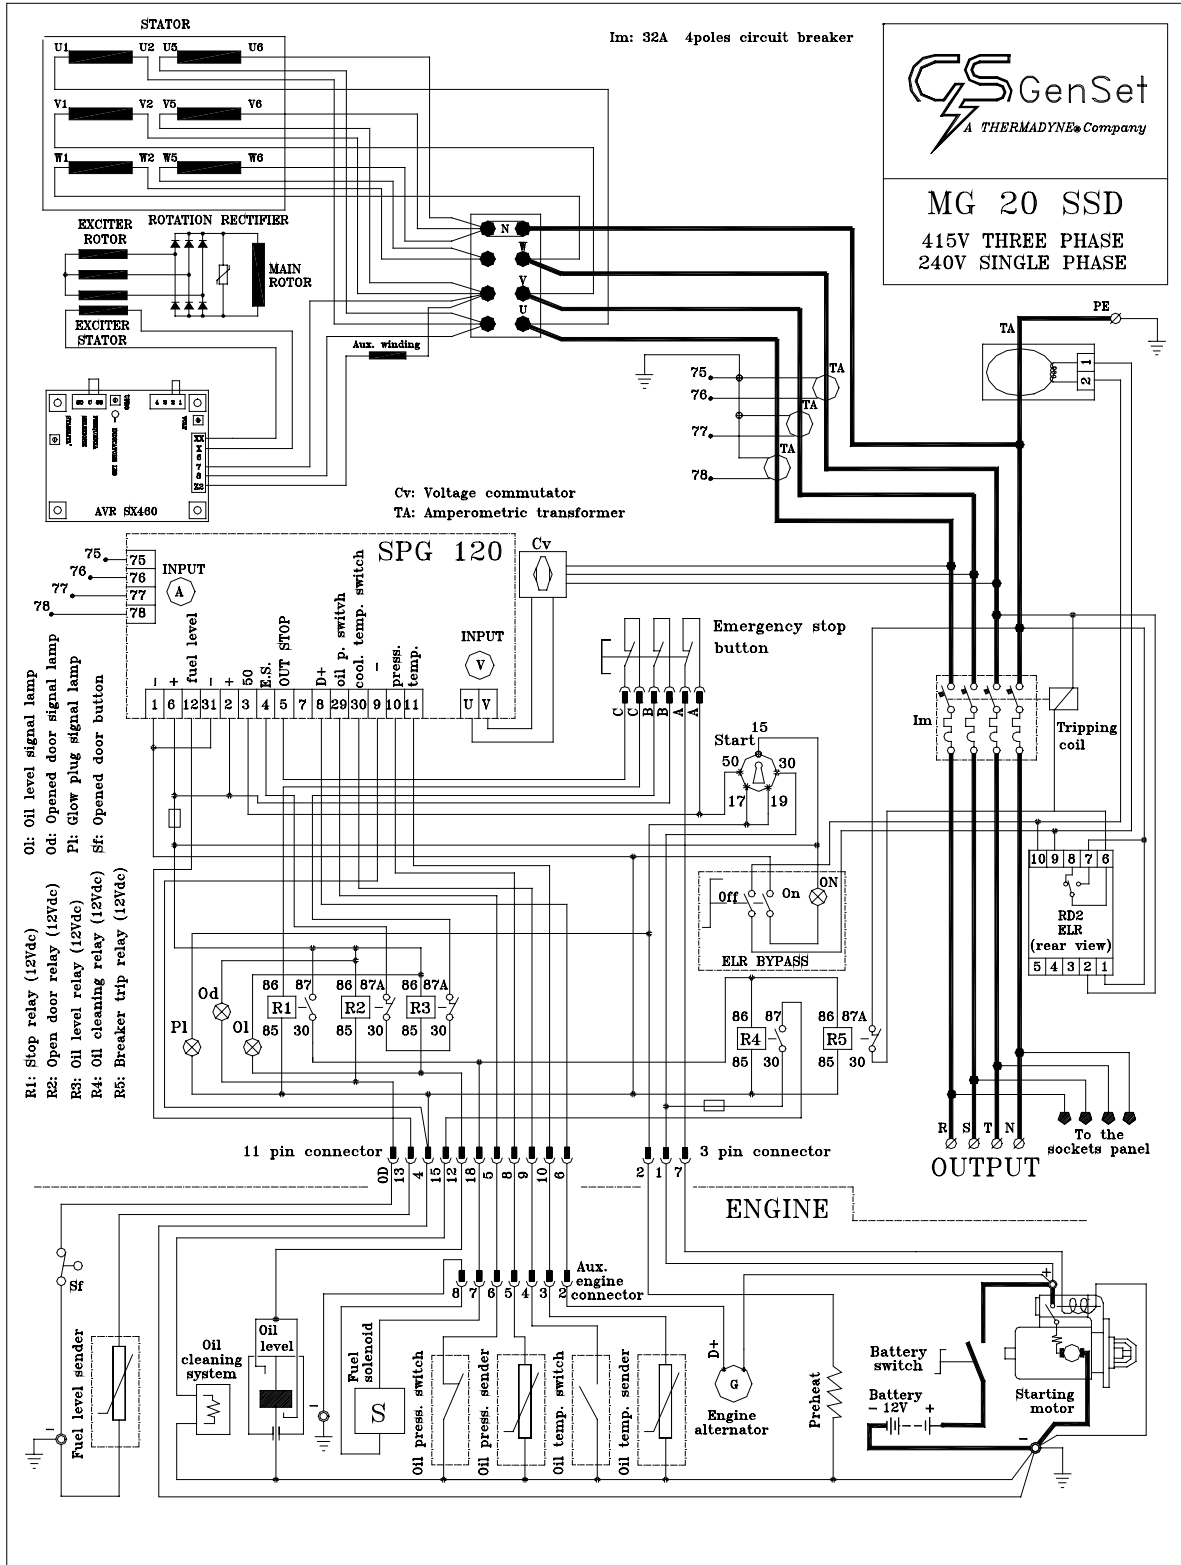 STATOR
U1 U2 U5 U6
V1 V2 V5 V6
W1 W2 W5 W6
Im: 32A 4poles circuit breaker
CS GenSet
A THERMADYNE® Company
MG 20 SSD
415V THREE PHASE
240V SINGLE PHASE
EXCITER
ROTOR
ROTATION RECTIFIER
MAIN
ROTOR
EXCITER
STATOR
Aux. winding
N
W
V
U
PE
TA
1
2
75
76
77
78
TA
TA
TA
XX
X
6
7
8
Z2
AVR SX460
Cv: Voltage commutator
TA: Amperometric transformer
75
76
77
78
75
76
77
78
INPUT
A
SPG 120
Cv
INPUT
V
U V
− + fuel level − + 50 E.S. OUT STOP D+ oil p. switvh cool. temp. switch − press. temp.
1 6 12 31 2 3 4 5 7 8 29 30 9 10 11
Emergency stop
button
C C B B A A
Start
15
50
30
17
19
Im
Tripping
coil
Ol: Oil level signal lamp
Od: Opened door signal lamp
Pl: Glow plug signal lamp
Sf: Opened door button
R1: Stop relay (12Vdc)
R2: Open door relay (12Vdc)
R3: Oil level relay (12Vdc)
R4: Oil cleaning relay (12Vdc)
R5: Breaker trip relay (12Vdc)
Off
On
ON
ELR BYPASS
10 9 8 7 6
RD2
ELR
(rear view)
5 4 3 2 1
Od
Pl
Ol
86 87
R1
85 30
86 87A
R2
85 30
86 87A
R3
85 30
86 87
R4
85 30
86 87A
R5
85 30
R S T N
To the
sockets panel
OUTPUT
11 pin connector
OD 13 4 15 12 18 5 8 9 10 6
3 pin connector
2 1 7
ENGINE
Sf
Aux.
engine
connector
8 7 6 5 4 3 2
Fuel level sender
−
Oil
cleaning
system
Oil
level
−
Fuel
solenoid
S
Oil press. switch
Oil press. sender
Oil temp. switch
Oil temp. sender
D+
G
Engine
alternator
Preheat
Battery
switch
Battery
- 12V +
+
Starting
motor
−